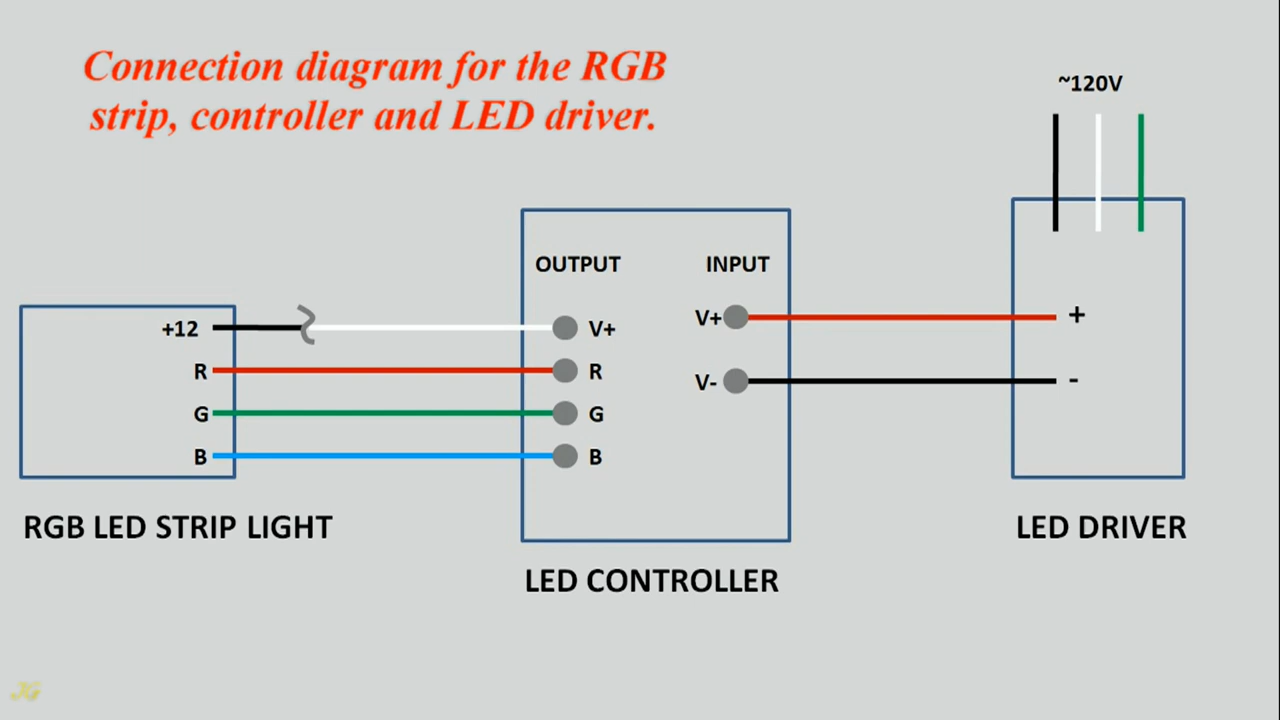 Connection diagram for the RGB
strip, controller and LED driver.
~120V
OUTPUT
INPUT
+12
V+
V+
R
R
G
G
B
B
V-
+
-
RGB LED STRIP LIGHT
LED CONTROLLER
LED DRIVER